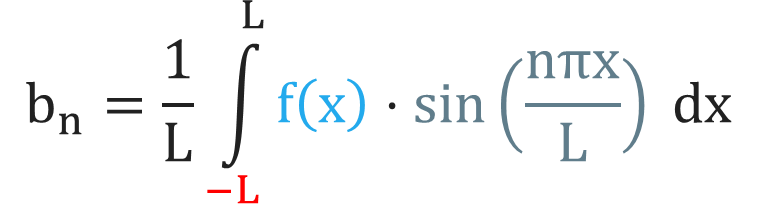 bₙ = 1/L ∫_{-L}^{L} f(x) · sin (nπx/L) dx